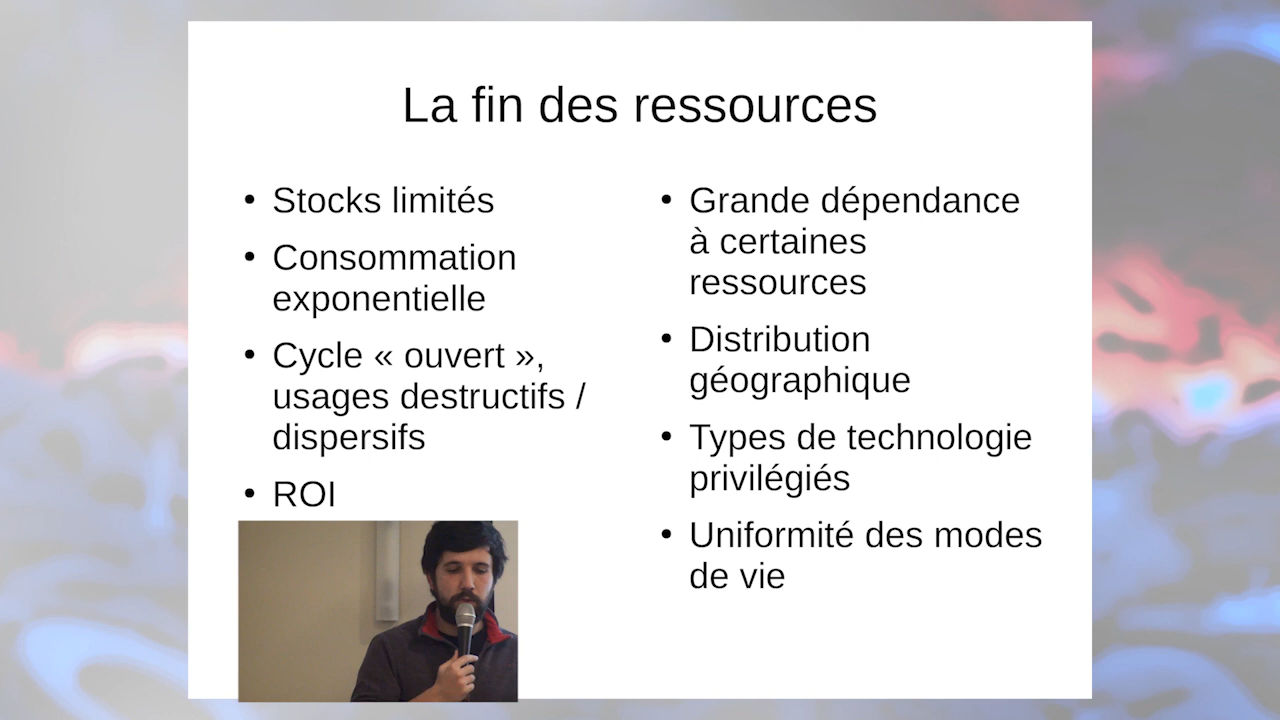 La fin des ressources
• Stocks limités
• Consommation
exponentielle
• Cycle « ouvert »,
usages destructifs /
dispersifs
• ROI
• Grande dépendance
à certaines
ressources
• Distribution
géographique
• Types de technologie
privilégiés
• Uniformité des modes
de vie